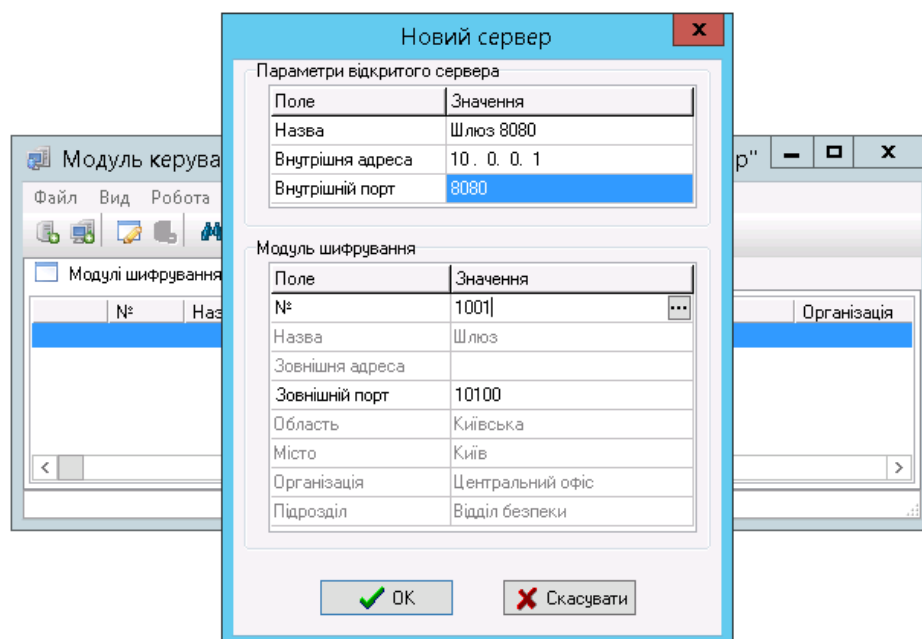 Новий сервер
Параметри відкритого сервера
Поле Значення
Назва Шлюз 8080
Внутрішня адреса 10 . 0 . 0 . 1
Внутрішній порт 8080
Модуль р"
Файл Вид Робота
Модулі шифрування
№ Організація
Модуль шифрування
Поле Значення
№ 1001 ...
Назва Шлюз
Зовнішня адреса
Зовнішній порт 10100
Область Київська
Місто Київ
Організація Центральний офіс
Підрозділ Відділ безпеки
OK Скасувати